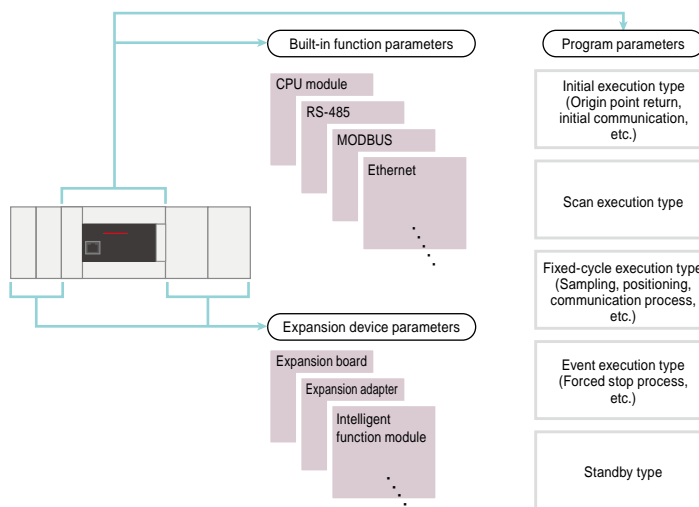 Built-in function parameters
Program parameters
CPU module
RS-485
MODBUS
Ethernet
Initial execution type
(Origin point return,
initial communication,
etc.)
Scan execution type
Fixed-cycle execution type
(Sampling, positioning,
communication process,
etc.)
Expansion device parameters
Expansion board
Expansion adapter
Intelligent
function module
Event execution type
(Forced stop process,
etc.)
Standby type